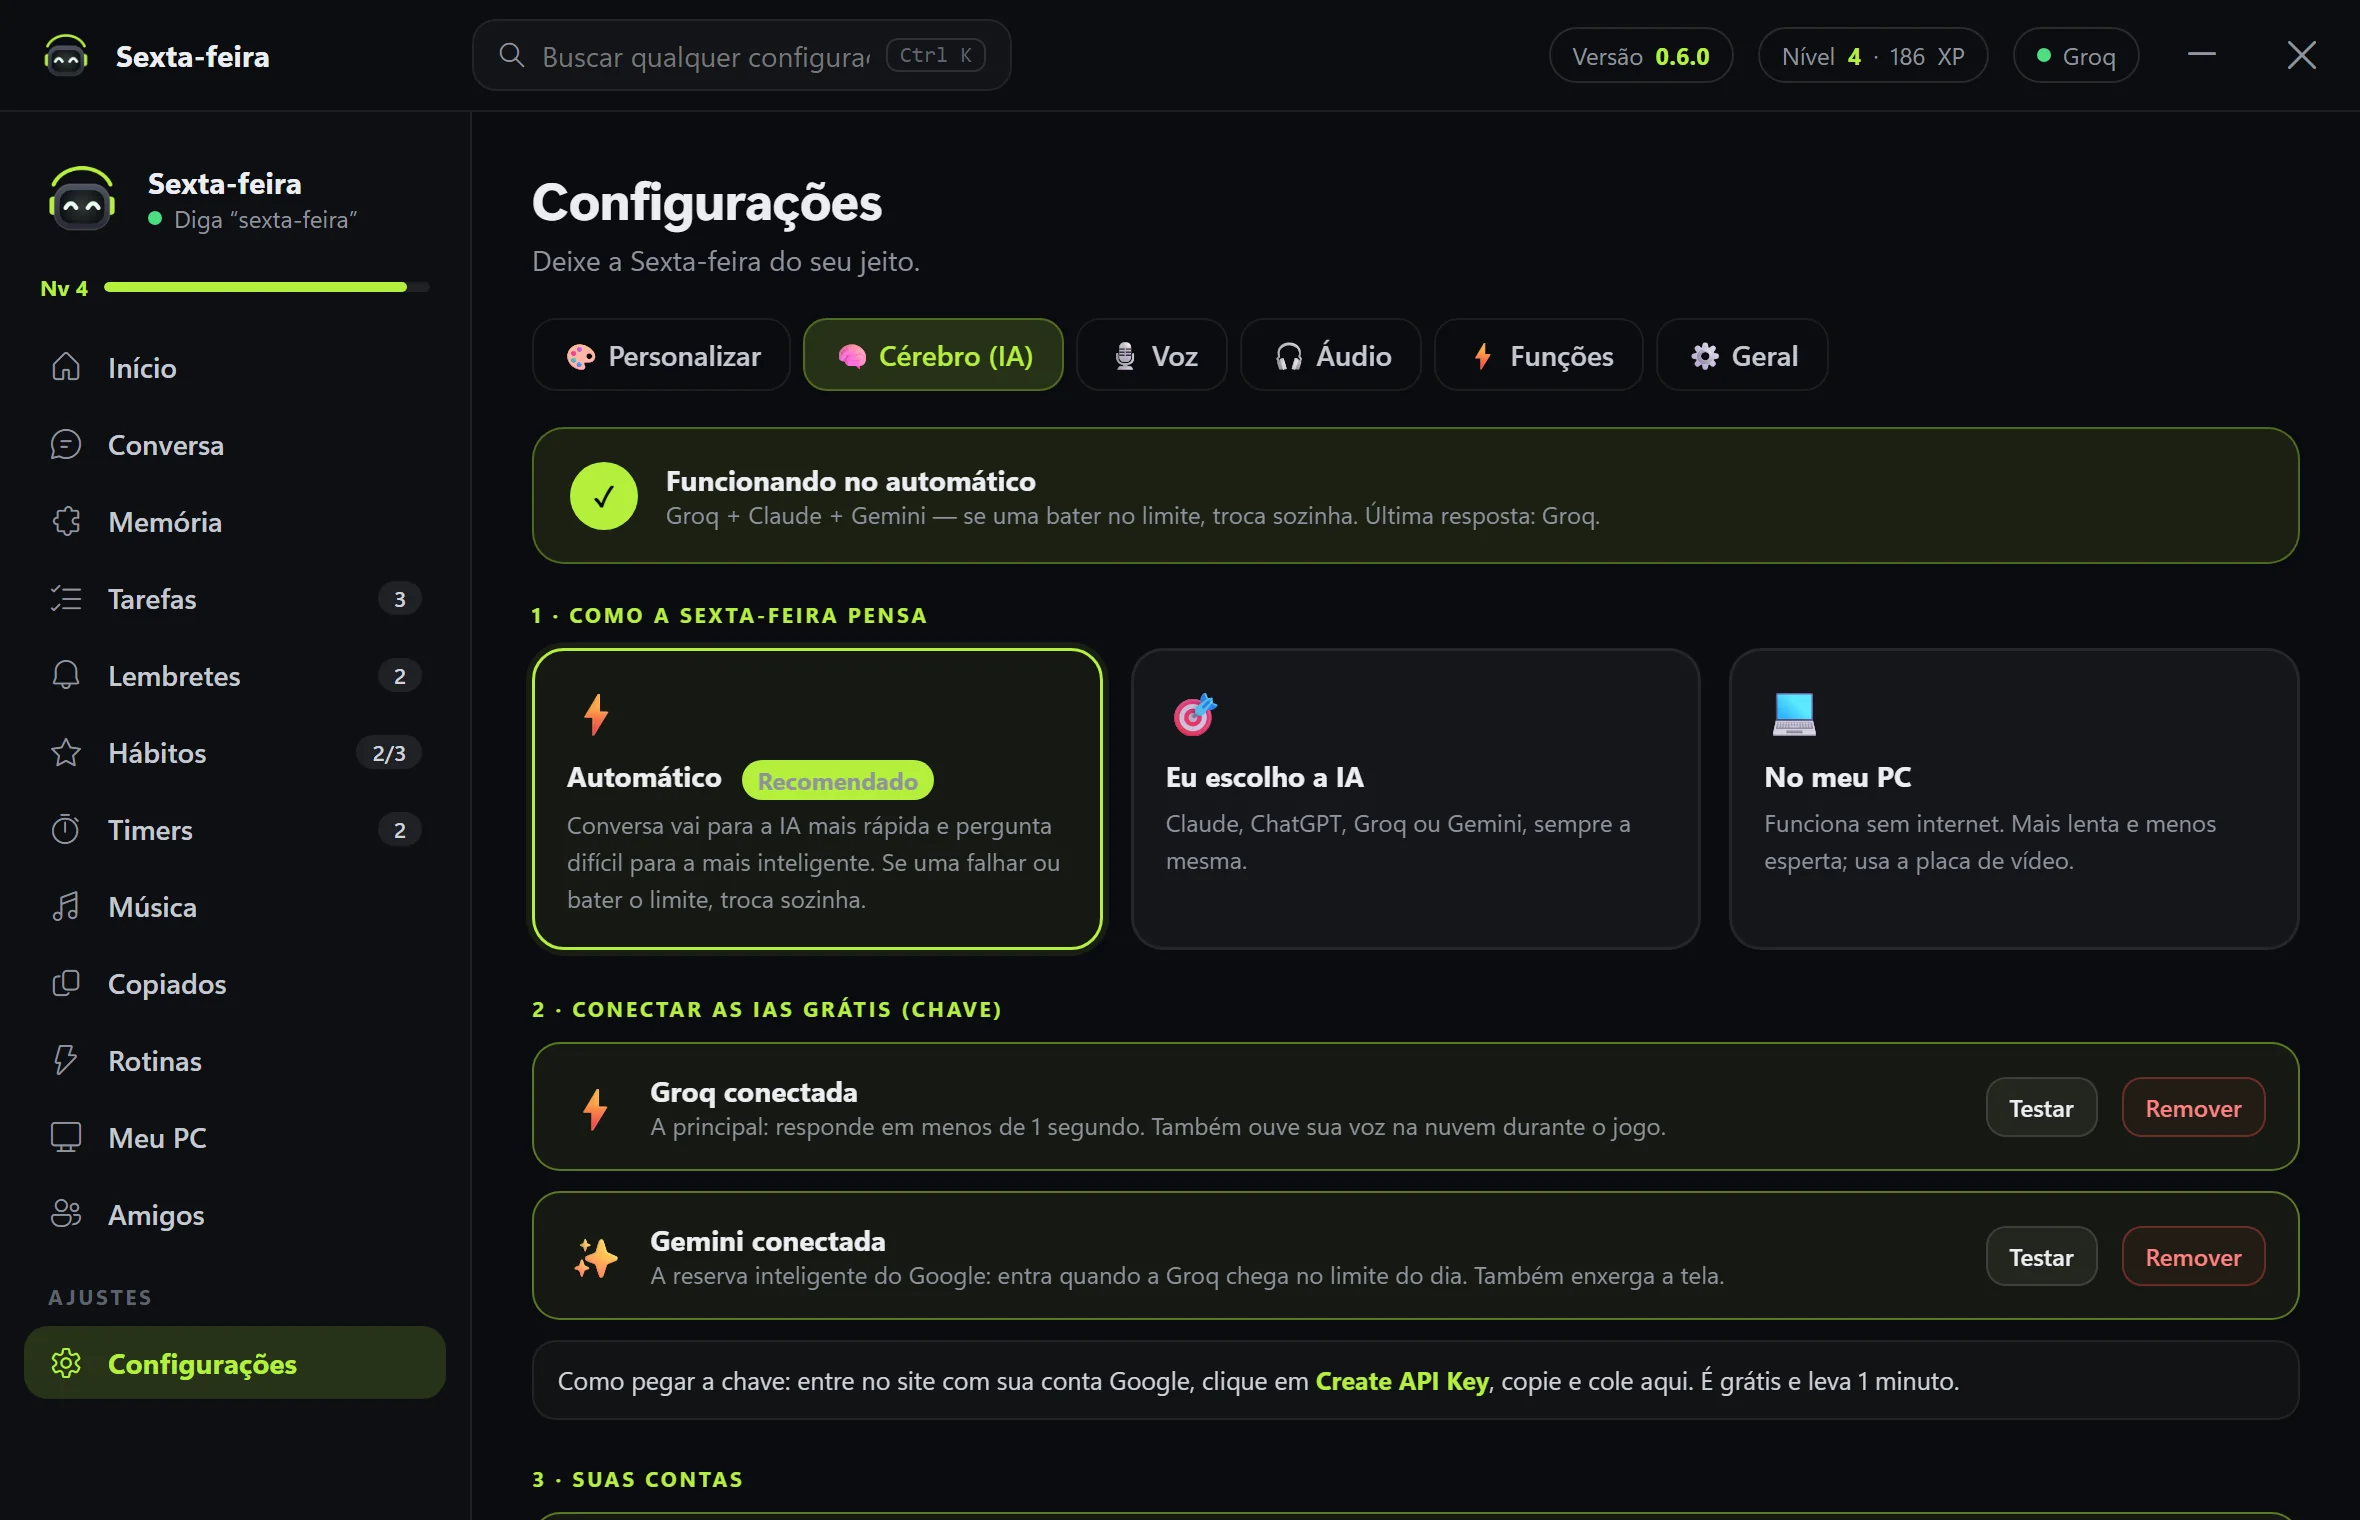 Sexta-feira
Buscar qualquer configura
Ctrl K
Versão 0.6.0
Nível 4 · 186 XP
Groq
Sexta-feira
Diga “sexta-feira”
Nv 4
Início
Conversa
Memória
Tarefas 3
Lembretes 2
Hábitos 2/3
Timers 2
Música
Copiados
Rotinas
Meu PC
Amigos
AJUSTES
Configurações
Configurações
Deixe a Sexta-feira do seu jeito.
Personalizar
Cérebro (IA)
Voz
Áudio
Funções
Geral
Funcionando no automático
Groq + Claude + Gemini — se uma bater no limite, troca sozinha. Última resposta: Groq.
1 · COMO A SEXTA-FEIRA PENSA
Automático Recomendado
Conversa vai para a IA mais rápida e pergunta
difícil para a mais inteligente. Se uma falhar ou
bater o limite, troca sozinha.
Eu escolho a IA
Claude, ChatGPT, Groq ou Gemini, sempre a
mesma.
No meu PC
Funciona sem internet. Mais lenta e menos
esperta; usa a placa de vídeo.
2 · CONECTAR AS IAS GRÁTIS (CHAVE)
Groq conectada
A principal: responde em menos de 1 segundo. Também ouve sua voz na nuvem durante o jogo.
Testar
Remover
Gemini conectada
A reserva inteligente do Google: entra quando a Groq chega no limite do dia. Também enxerga a tela.
Testar
Remover
Como pegar a chave: entre no site com sua conta Google, clique em Create API Key, copie e cole aqui. É grátis e leva 1 minuto.
3 · SUAS CONTAS